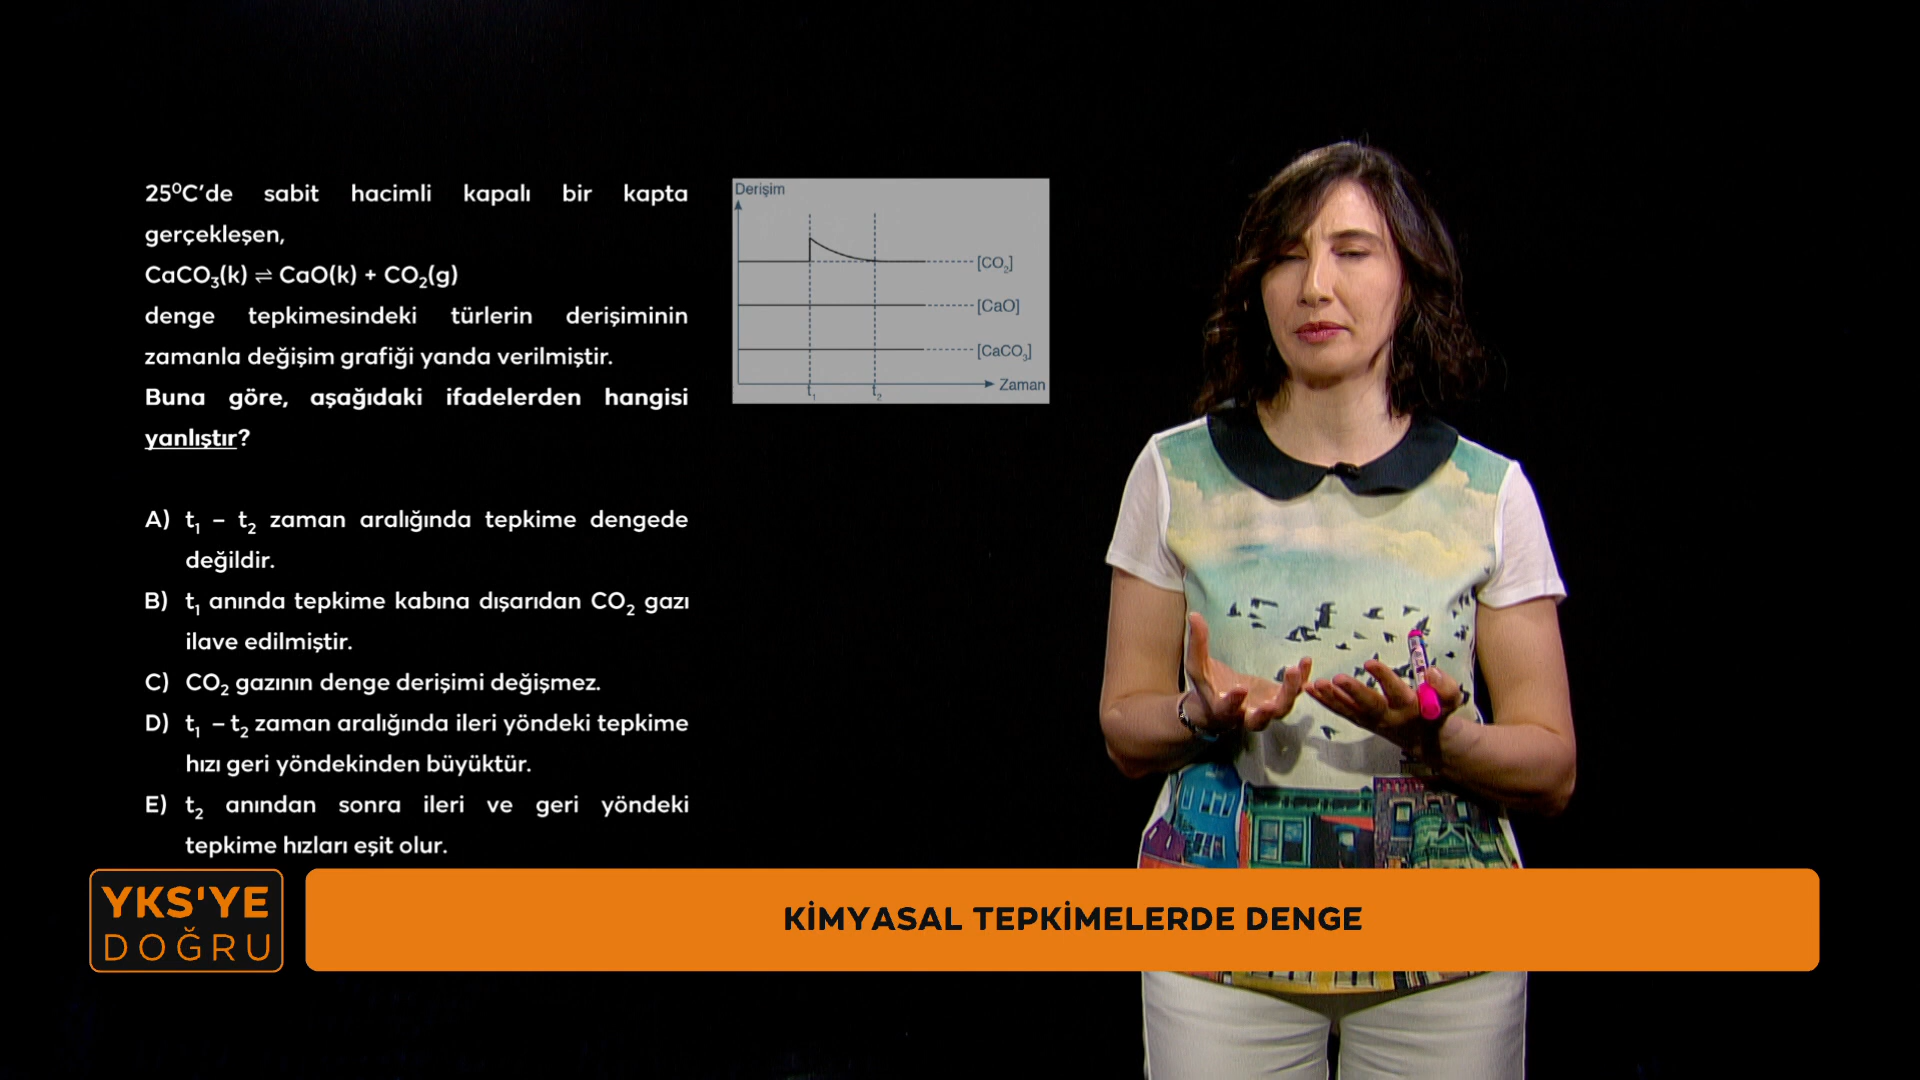 25⁰C'de sabit hacimli kapalı bir kapta
gerçekleşen,
CaCO₃(k) ⇌ CaO(k) + CO₂(g)
denge tepkimesindeki türlerin derişiminin
zamanla değişim grafiği yanda verilmiştir.
Buna göre, aşağıdaki ifadelerden hangisi
yanlıştır?
Derişim
[CO₂]
[CaO]
[CaCO₃]
Zaman
t₁ t₂
A) t₁ – t₂ zaman aralığında tepkime dengede
değildir.
B) t₁ anında tepkime kabına dışarıdan CO₂ gazı
ilave edilmiştir.
C) CO₂ gazının denge derişimi değişmez.
D) t₁ – t₂ zaman aralığında ileri yöndeki tepkime
hızı geri yöndekinden büyüktür.
E) t₂ anından sonra ileri ve geri yöndeki
tepkime hızları eşit olur.
YKS'YE
DOĞRU
KİMYASAL TEPKİMELERDE DENGE